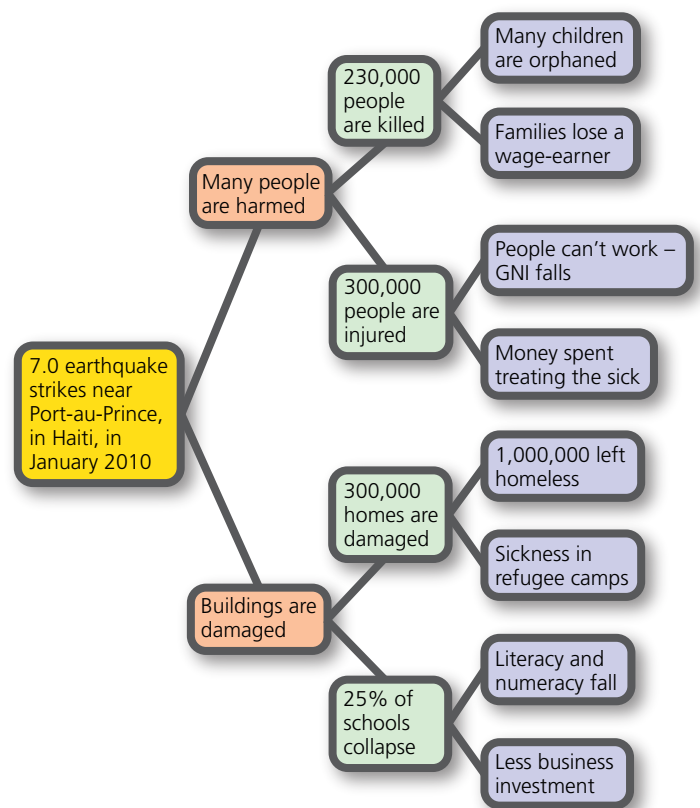 Many children
are orphaned
230,000
people
are killed
Families lose a
wage-earner
Many people
are harmed
People can't work –
GNI falls
300,000
people are
injured
Money spent
treating the sick
7.0 earthquake
strikes near
Port-au-Prince,
in Haiti, in
January 2010
1,000,000 left
homeless
300,000
homes are
damaged
Sickness in
refugee camps
Buildings are
damaged
Literacy and
numeracy fall
25% of
schools
collapse
Less business
investment